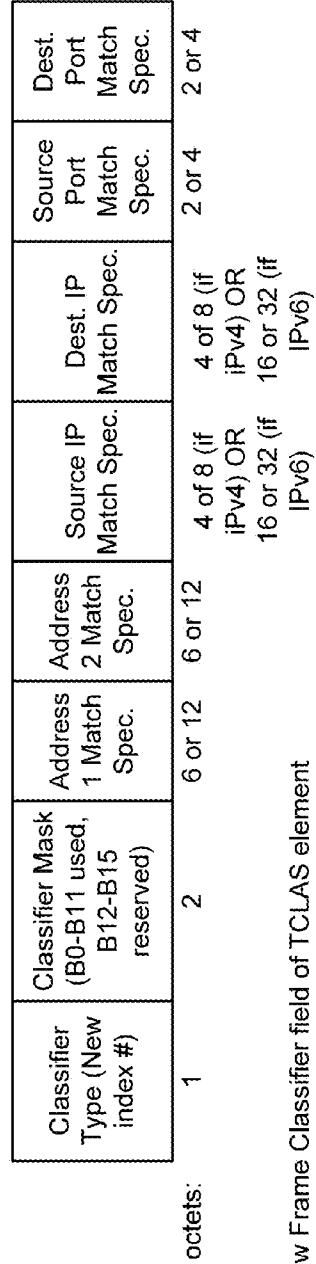 Classifier
Type (New
index #)
Classifier Mask
(B0-B11 used,
B12-B15
reserved)
Address
1 Match
Spec.
Address
2 Match
Spec.
Source IP
Match Spec.
Dest. IP
Match Spec.
Source
Port
Match
Spec.
Dest.
Port
Match
Spec.
octets:
1
2
6 or 12
6 or 12
4 of 8 (if
iPv4) OR
16 or 32 (if
IPv6)
4 of 8 (if
iPv4) OR
16 or 32 (if
IPv6)
2 or 4
2 or 4
w Frame Classifier field of TCLAS element